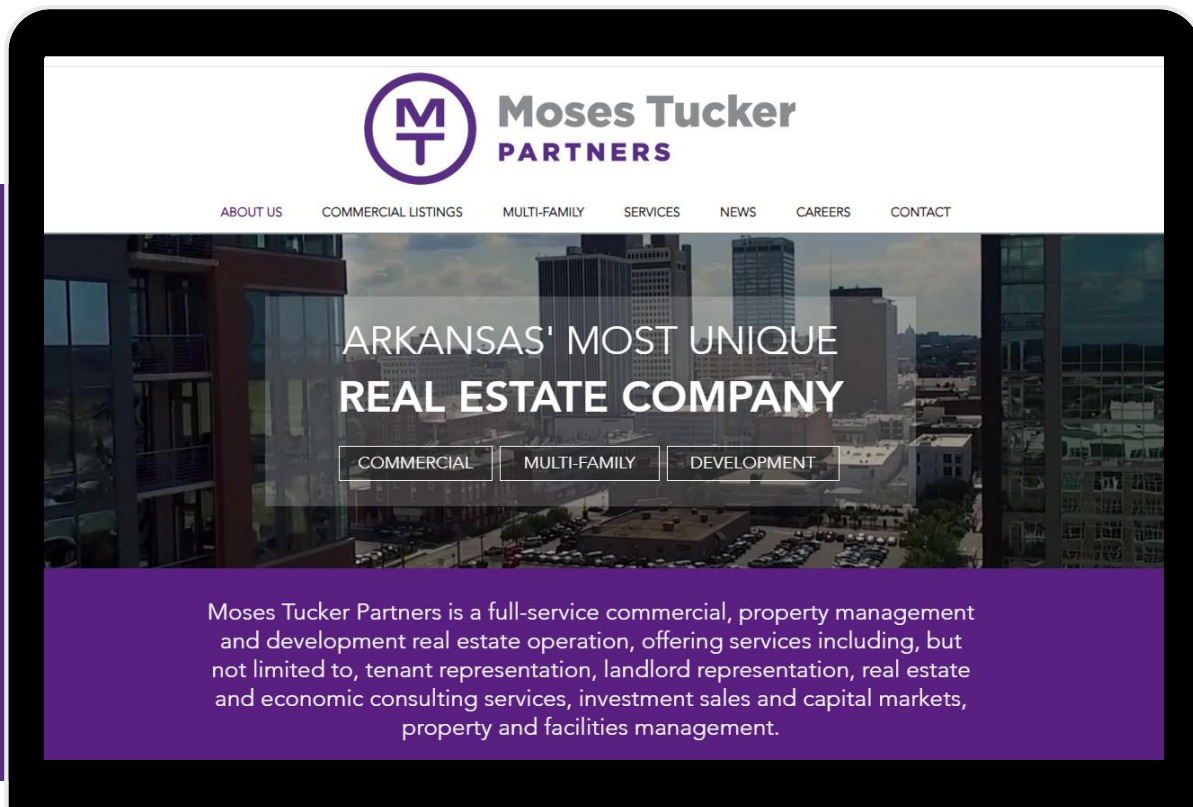 MT
Moses Tucker
PARTNERS
ABOUT US COMMERCIAL LISTINGS MULTI-FAMILY SERVICES NEWS CAREERS CONTACT
ARKANSAS' MOST UNIQUE
REAL ESTATE COMPANY
COMMERCIAL MULTI-FAMILY DEVELOPMENT
Moses Tucker Partners is a full-service commercial, property management
and development real estate operation, offering services including, but
not limited to, tenant representation, landlord representation, real estate
and economic consulting services, investment sales and capital markets,
property and facilities management.